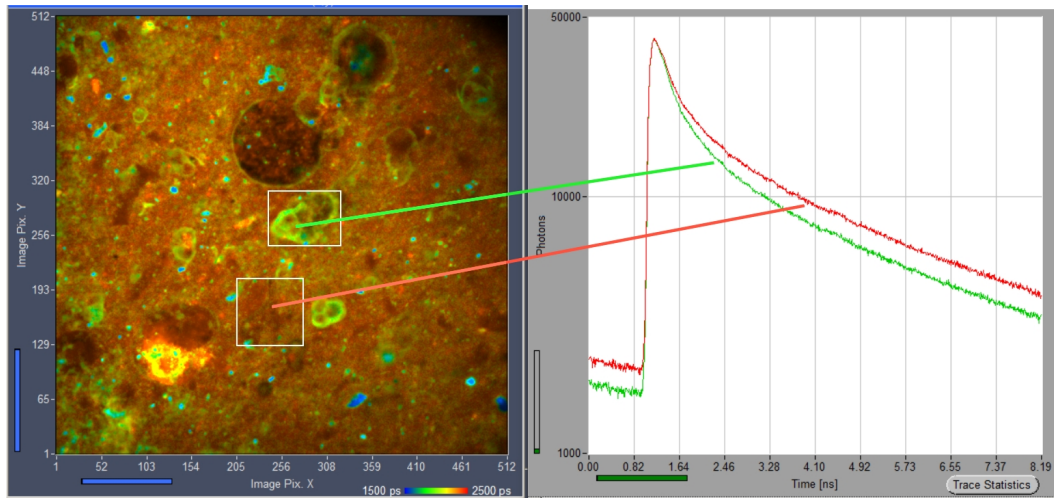 512-
448-
384-
320-
256-
193-
129-
65-
1-
Image Pix. Y
1 52 103 154 205 256 308 359 410 461 512
Image Pix. X
1500 ps 2500 ps
50000-
10000-
1000-
Photons
0.00 0.82 1.64 2.46 3.28 4.10 4.92 5.73 6.55 7.37 8.19
Time [ns]
Trace Statistics